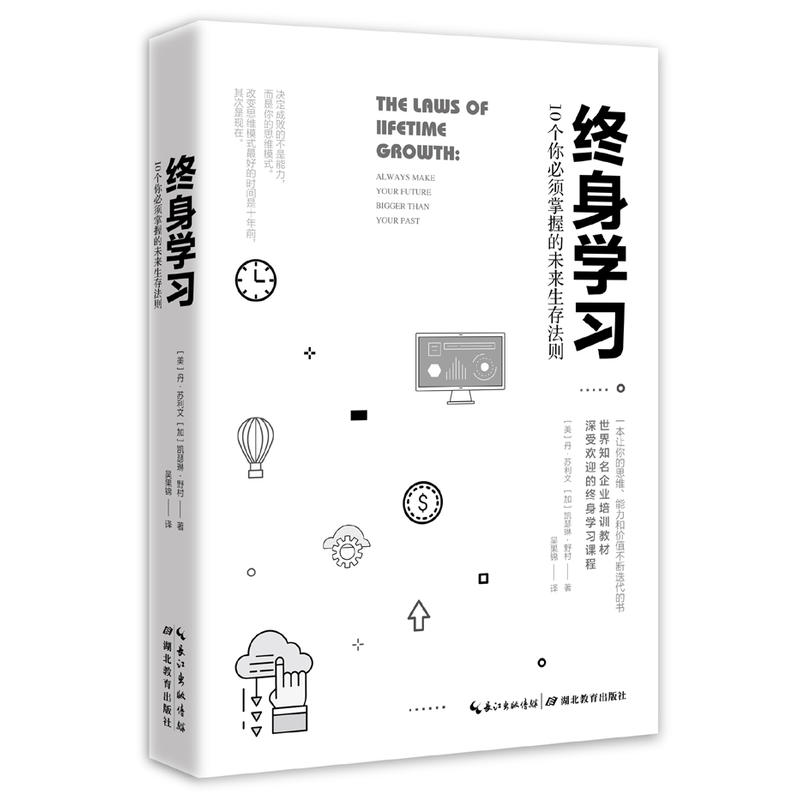 终身学习
10个你必须掌握的未来生存法则
[美]丹·苏利文 [加]凯瑟琳·野村——著
吴果锦——译
长江出版传媒
湖北教育出版社
决定成败的不是能力,
而是你的思维模式。
改变思维模式最好的时间是十年前,
其次是现在。
THE LAWS OF
lIFETIME
GROWTH:
ALWAYS MAKE
YOUR FUTURE
BIGGER THAN
YOUR PAST
终身学习
10个你必须掌握的未来生存法则
一本让你的思维、能力和价值不断迭代的书
世界知名企业培训教材
深受欢迎的终身学习课程
[美]丹·苏利文 [加]凯瑟琳·野村——著
吴果锦——译
长江出版传媒 湖北教育出版社